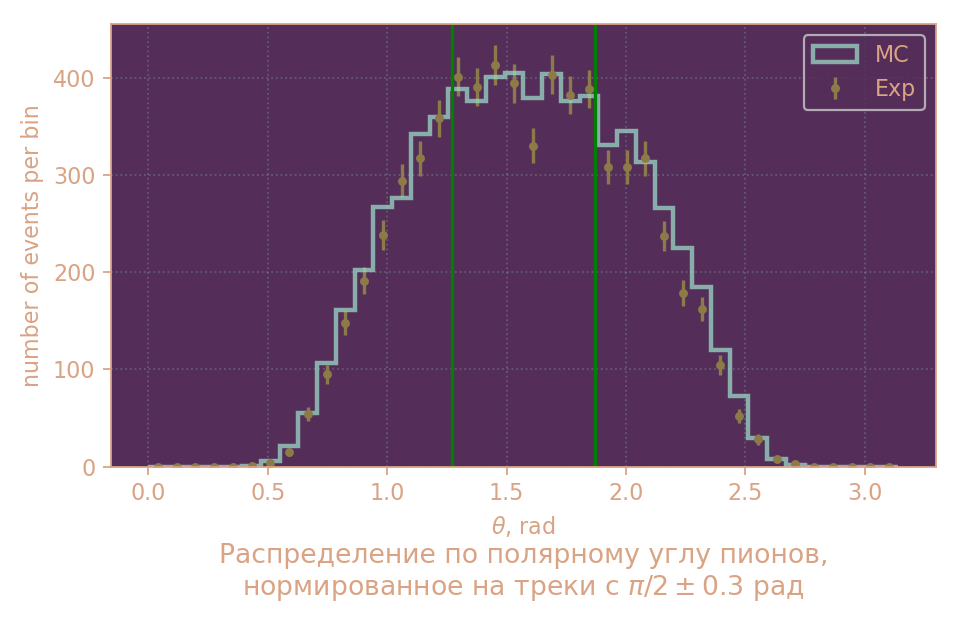 MC
Exp
number of events per bin
400
300
200
100
0
0.0 0.5 1.0 1.5 2.0 2.5 3.0
θ, rad
Распределение по полярному углу пионов,
нормированное на треки с π/2 ± 0.3 рад